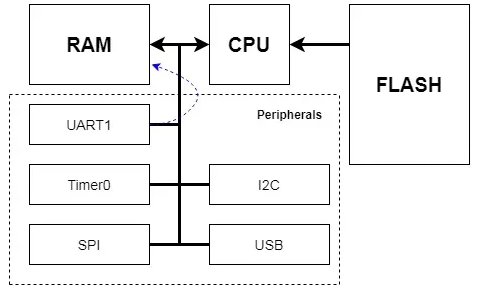 RAM
CPU
FLASH
Peripherals
UART1
Timer0
I2C
SPI
USB